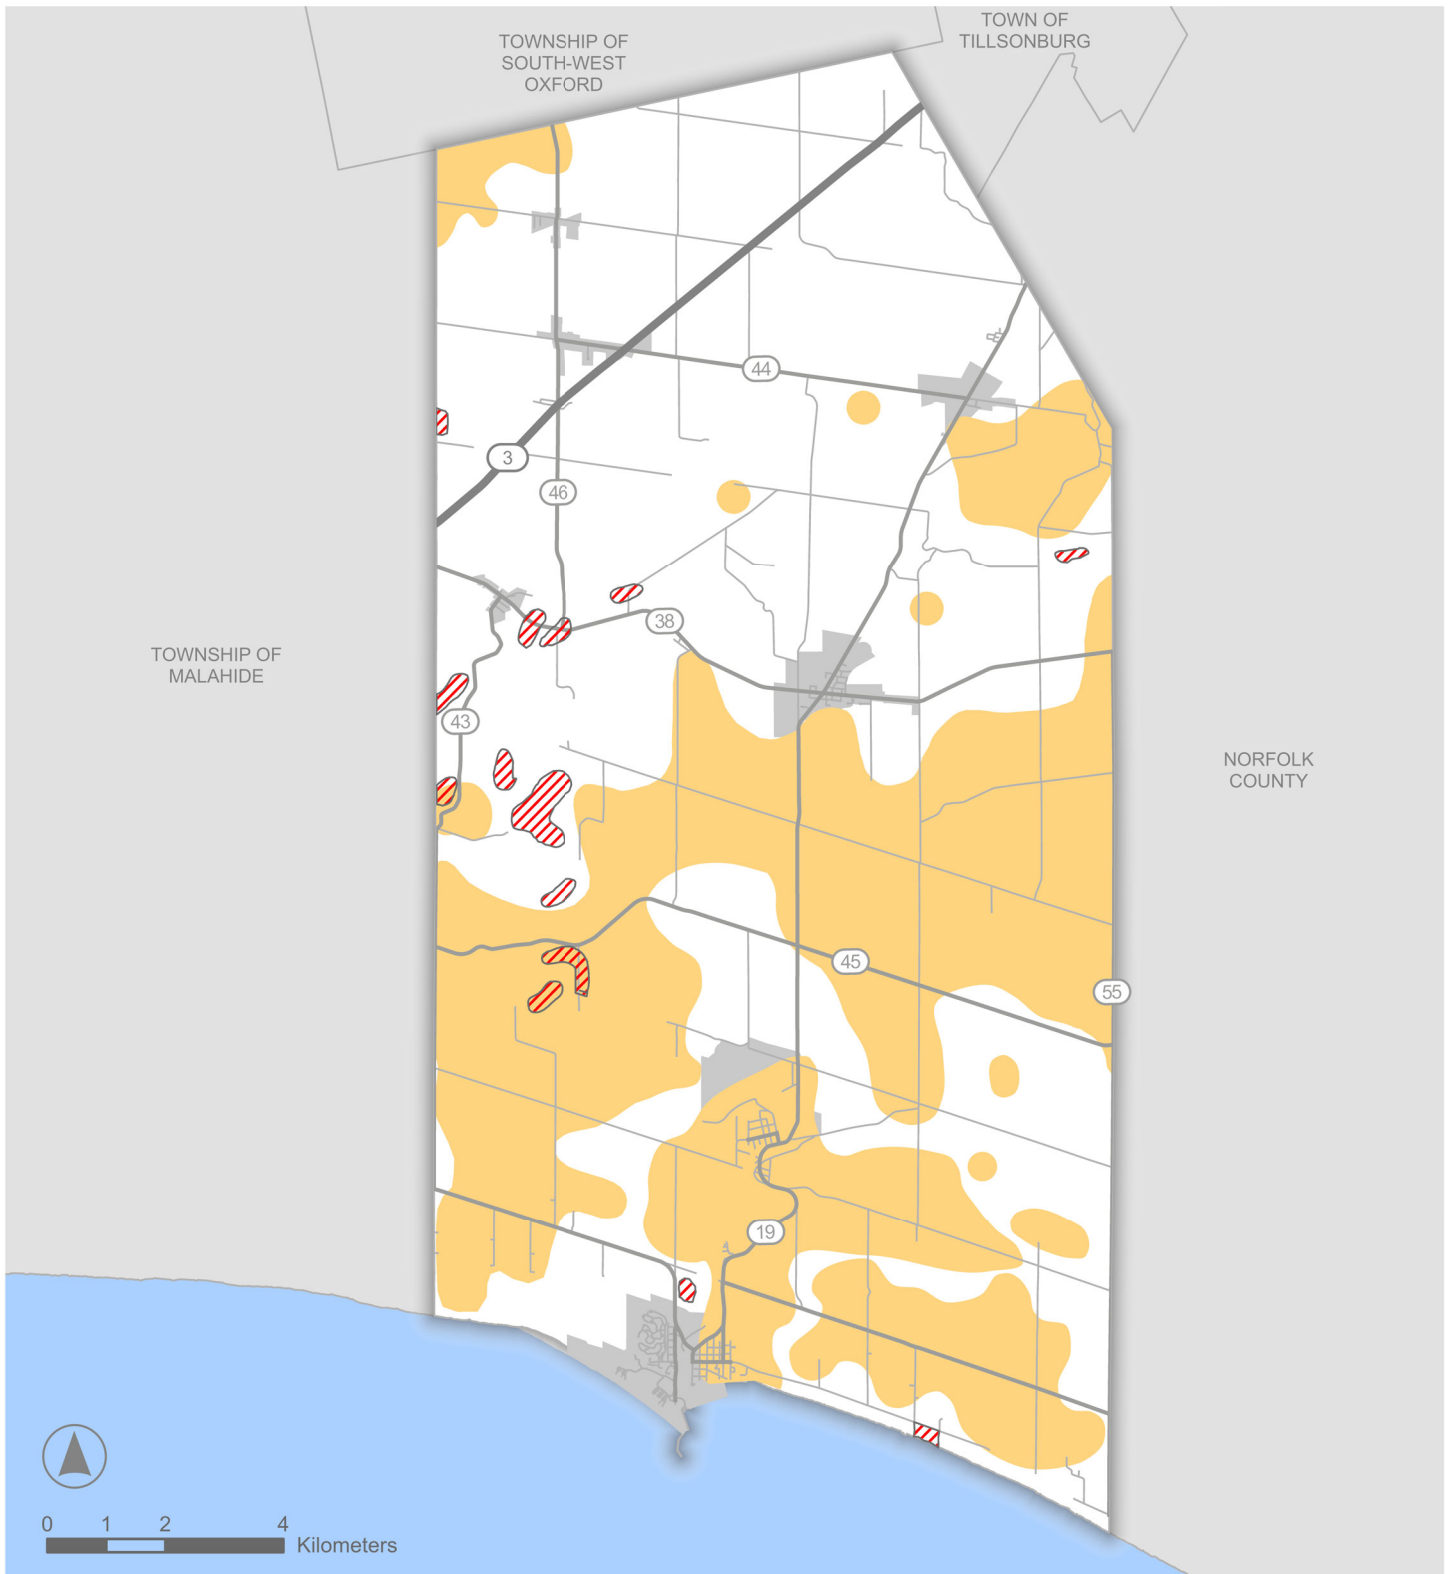 TOWNSHIP OF
SOUTH-WEST
OXFORD
TOWN OF
TILLSONBURG
44
3
46
38
TOWNSHIP OF
MALAHIDE
43
NORFOLK
COUNTY
45
55
19
0 1 2 4
Kilometers